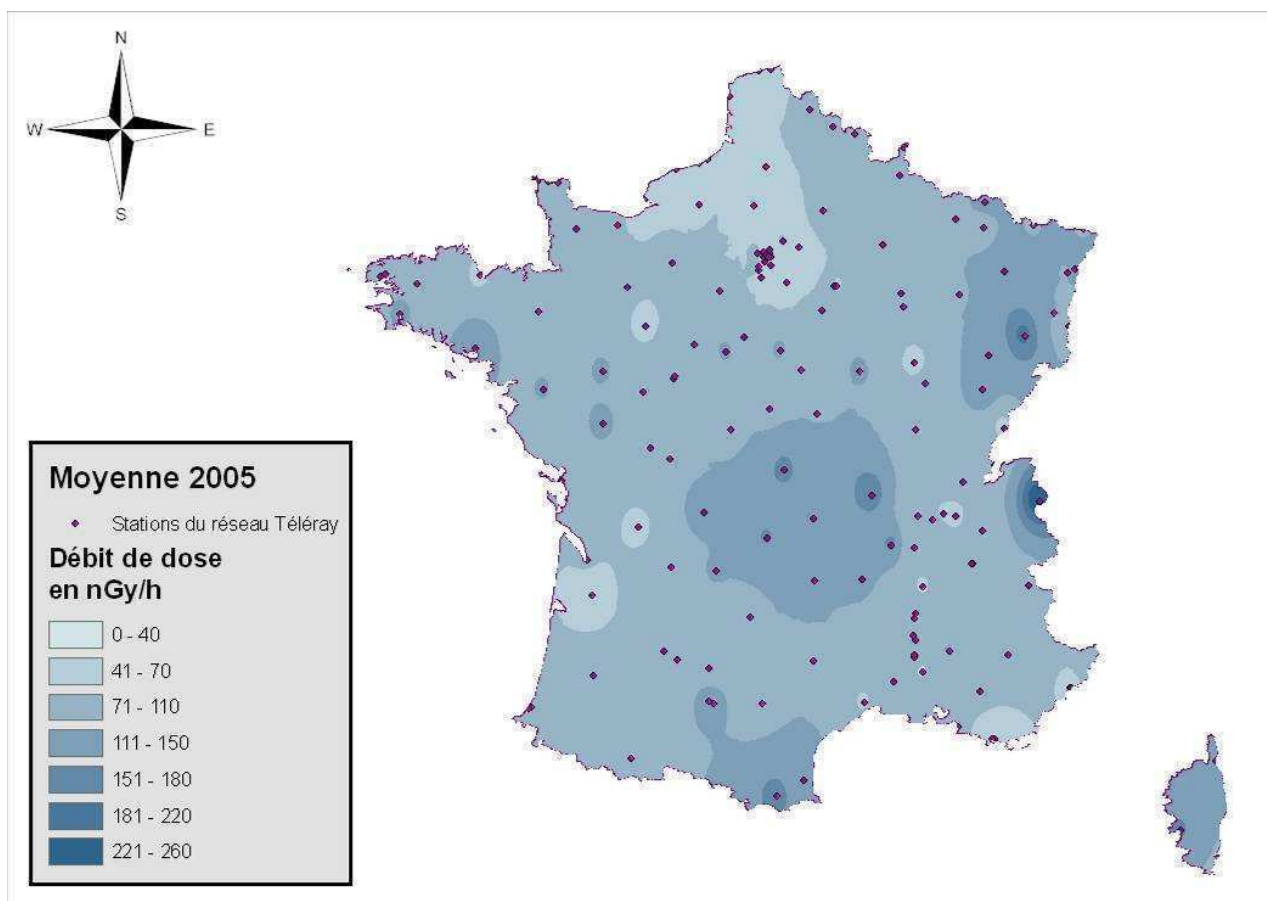 N
W
E
S
Moyenne 2005
Stations du réseau Téléray
Débit de dose
en nGy/h
0 - 40
41 - 70
71 - 110
111 - 150
151 - 180
181 - 220
221 - 260